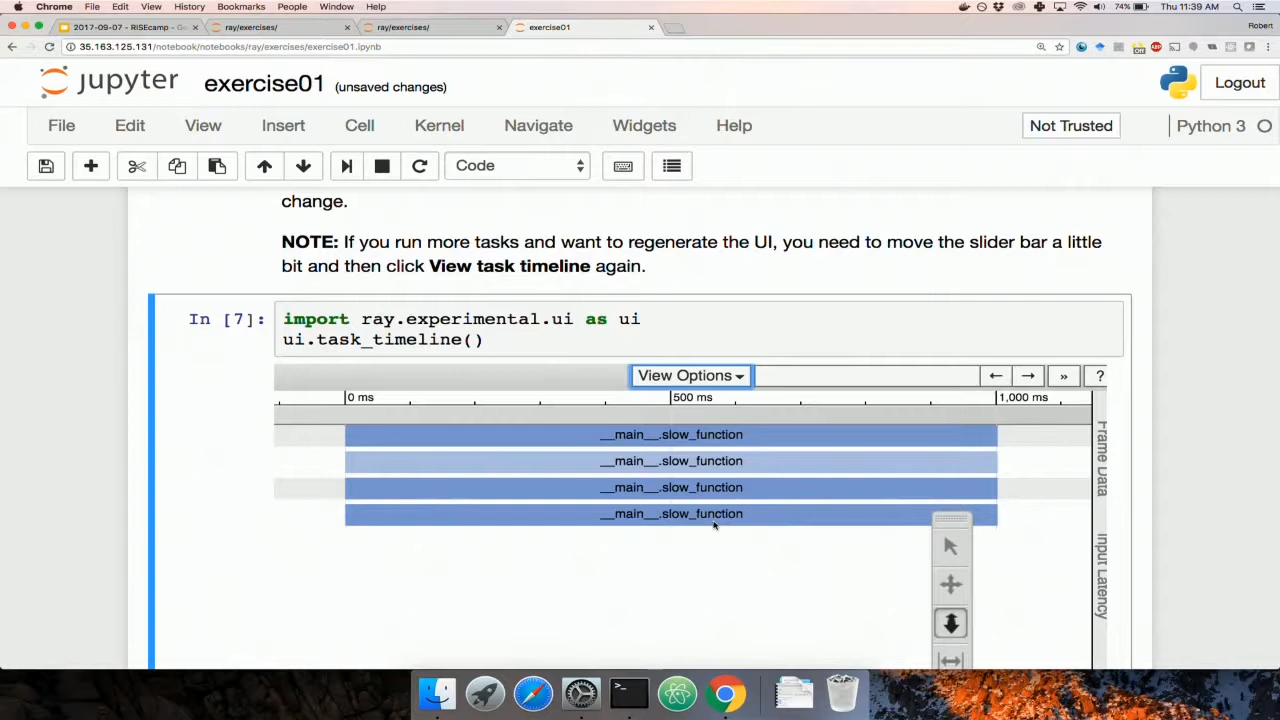 Chrome File Edit View History Bookmarks People Window Help 74% Thu 11:39 AM
2017-09-07 - RISEcamp - G ray/exercises/ ray/exercises/ exercise01 Robert
35.163.125.131/notebook/notebooks/ray/exercises/exercise01.ipynb
jupyter exercise01 (unsaved changes) Logout
File Edit View Insert Cell Kernel Navigate Widgets Help Not Trusted Python 3
Code
change.
NOTE: If you run more tasks and want to regenerate the UI, you need to move the slider bar a little
bit and then click View task timeline again.
In [7]: import ray.experimental.ui as ui
ui.task_timeline()
View Options ← → » ?
0 ms 500 ms 1,000 ms
__main__.slow_function
__main__.slow_function
__main__.slow_function
__main__.slow_function
Frame Data
Input Latency